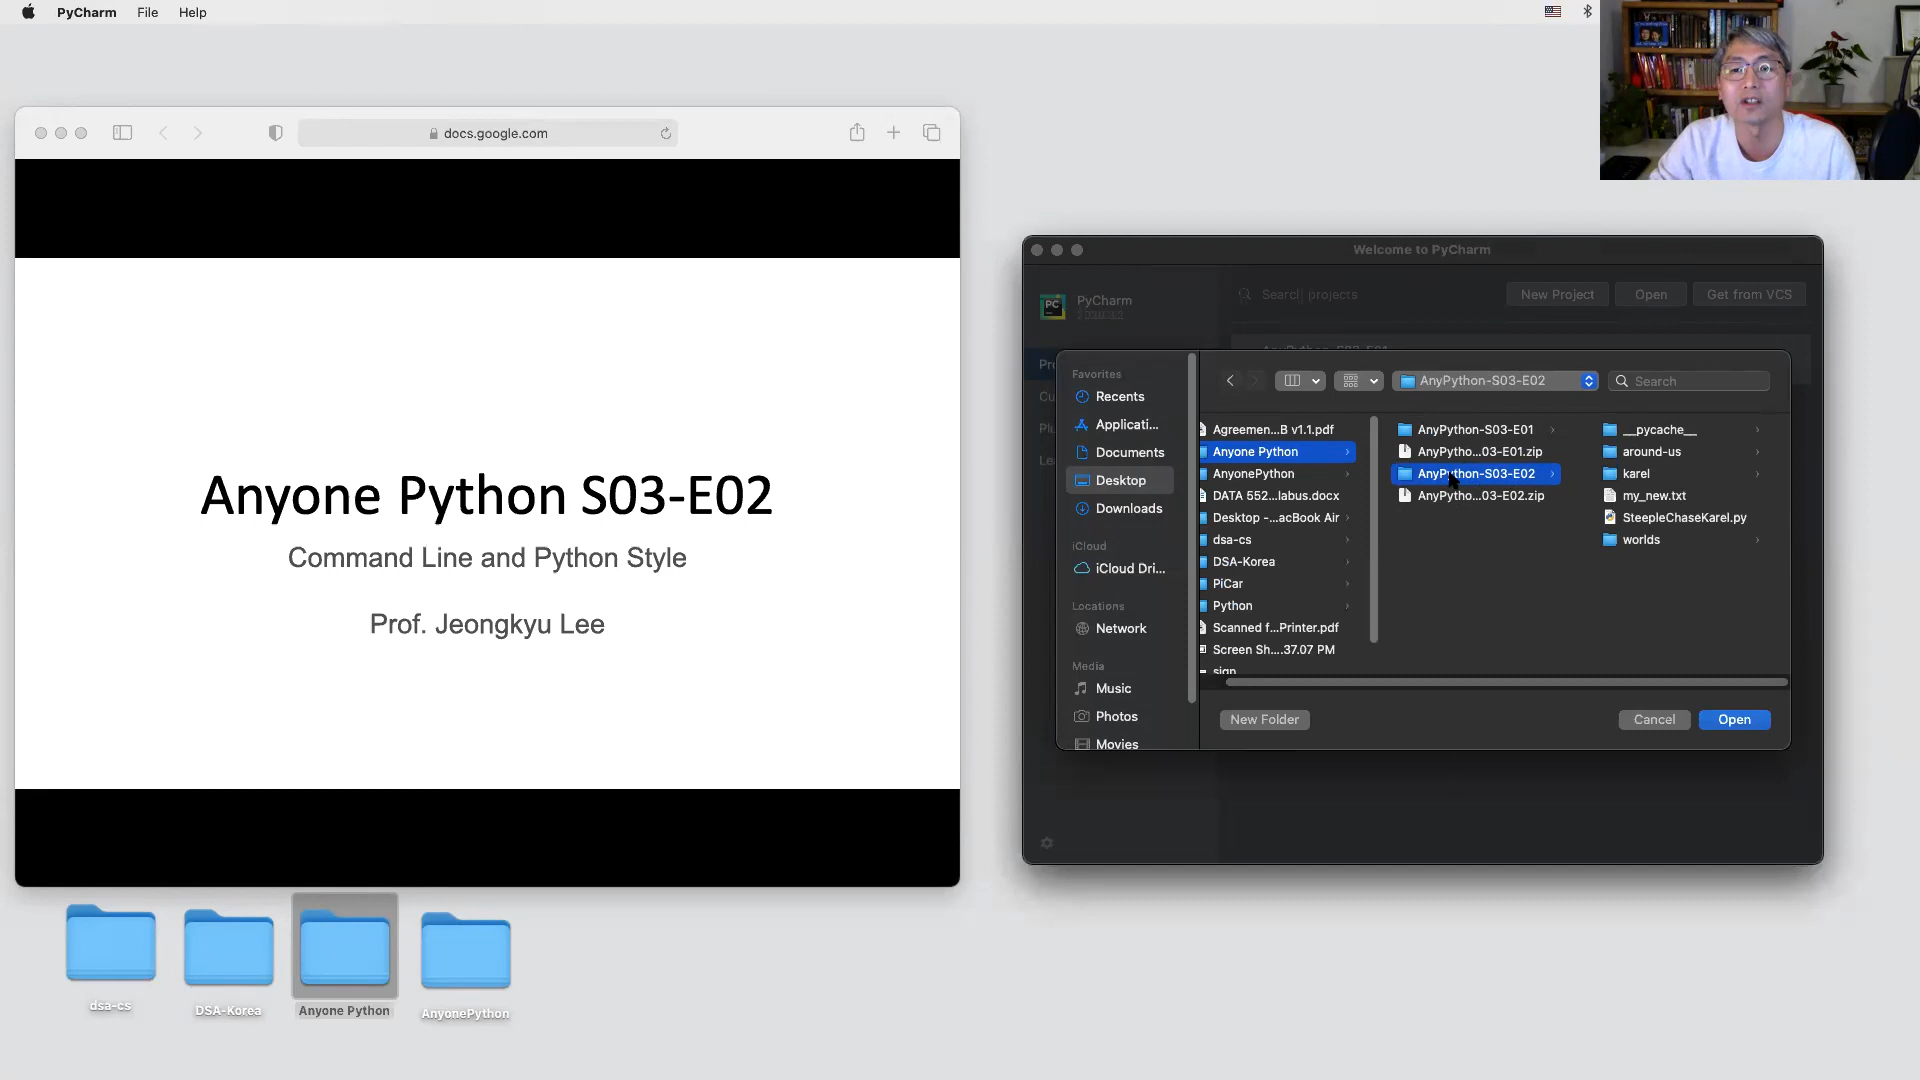 PyCharm File Help
docs.google.com
Anyone Python S03-E02
Command Line and Python Style
Prof. Jeongkyu Lee
dsa-cs
DSA-Korea
Anyone Python
AnyonePython
Welcome to PyCharm
PC
PyCharm
Search projects
New Project
Open
Get from VCS
Favorites
Recents
Applicati...
Documents
Desktop
Downloads
iCloud
iCloud Dri...
Locations
Network
Media
Music
Photos
Movies
AnyPython-S03-E02
Search
Agreemen...B v1.1.pdf
Anyone Python
AnyonePython
DATA 552...labus.docx
Desktop -...acBook Air
dsa-cs
DSA-Korea
PiCar
Python
Scanned f...Printer.pdf
Screen Sh....37.07 PM
sign
AnyPython-S03-E01
AnyPytho...03-E01.zip
AnyPython-S03-E02
AnyPytho...03-E02.zip
__pycache__
around-us
karel
my_new.txt
SteepleChaseKarel.py
worlds
New Folder
Cancel
Open